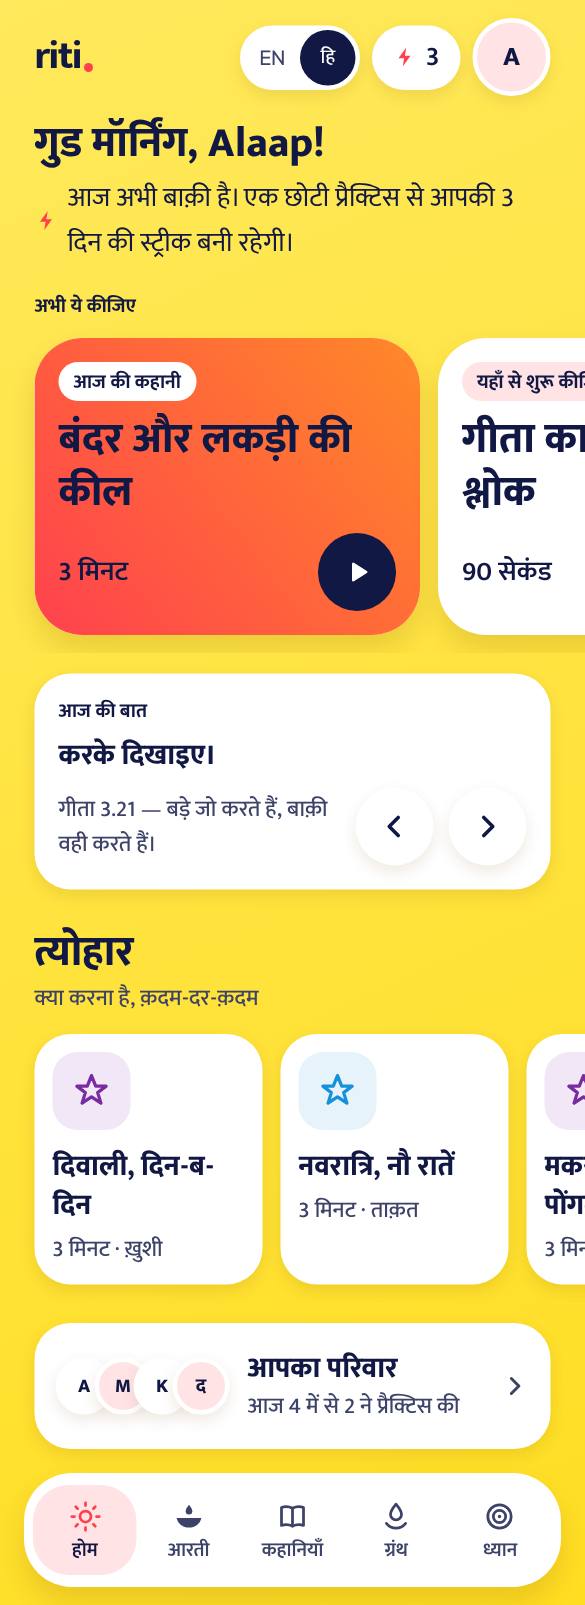 riti.
EN हि 3 A
गुड मॉर्निंग, Alaap!
आज अभी बाक़ी है। एक छोटी प्रैक्टिस से आपकी 3
दिन की स्ट्रीक बनी रहेगी।
अभी ये कीजिए
आज की कहानी
बंदर और लकड़ी की
कील
3 मिनट
यहाँ से शुरू
गीता का
श्लोक
90 सेकंड
आज की बात
करके दिखाइए।
गीता 3.21 — बड़े जो करते हैं, बाक़ी
वही करते हैं।
त्योहार
क्या करना है, क़दम-दर-क़दम
दिवाली, दिन-ब-
दिन
3 मिनट · ख़ुशी
नवरात्रि, नौ रातें
3 मिनट · ताक़त
3
A M K द
आपका परिवार
आज 4 में से 2 ने प्रैक्टिस की
होम आरती कहानियाँ ग्रंथ ध्यान